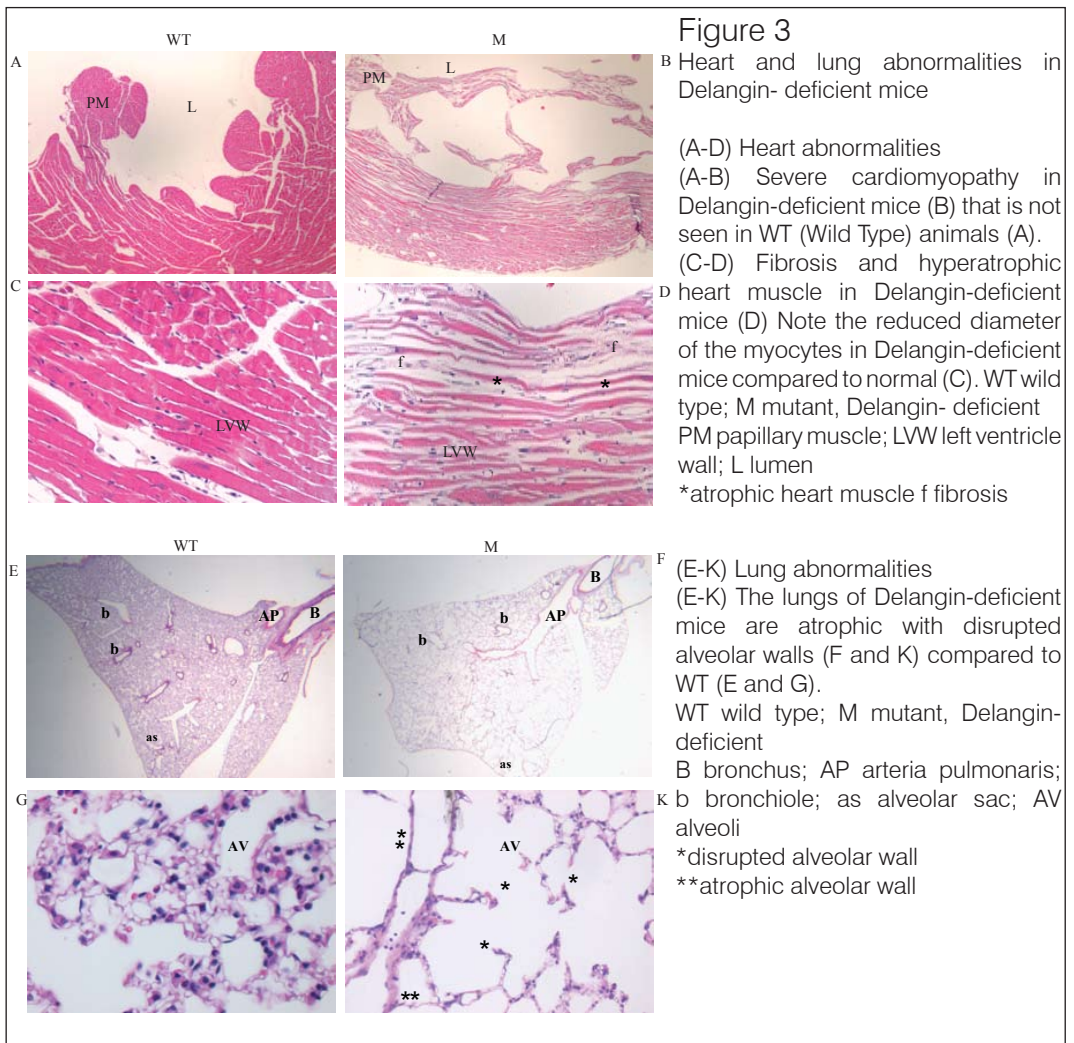 Figure 3
Heart and lung abnormalities in
Delangin- deficient mice
(A-D) Heart abnormalities
(A-B) Severe cardiomyopathy in
Delangin-deficient mice (B) that is not
seen in WT (Wild Type) animals (A).
(C-D) Fibrosis and hyperatrophic
heart muscle in Delangin-deficient
mice (D) Note the reduced diameter
of the myocytes in Delangin-deficient
mice compared to normal (C). WT wild
type; M mutant, Delangin- deficient
PM papillary muscle; LVW left ventricle
wall; L lumen
*atrophic heart muscle f fibrosis
(E-K) Lung abnormalities
(E-K) The lungs of Delangin-deficient
mice are atrophic with disrupted
alveolar walls (F and K) compared to
WT (E and G).
WT wild type; M mutant, Delangin-
deficient
B bronchus; AP arteria pulmonaris;
b bronchiole; as alveolar sac; AV
alveoli
*disrupted alveolar wall
**atrophic alveolar wall
WT
M
A
PM
L
B
PM
L
C
LVW
D
f
f
*
*
LVW
WT
M
E
b
b
AP
B
as
F
b
b
AP
B
as
G
AV
K
**
AV
*
*
*
**